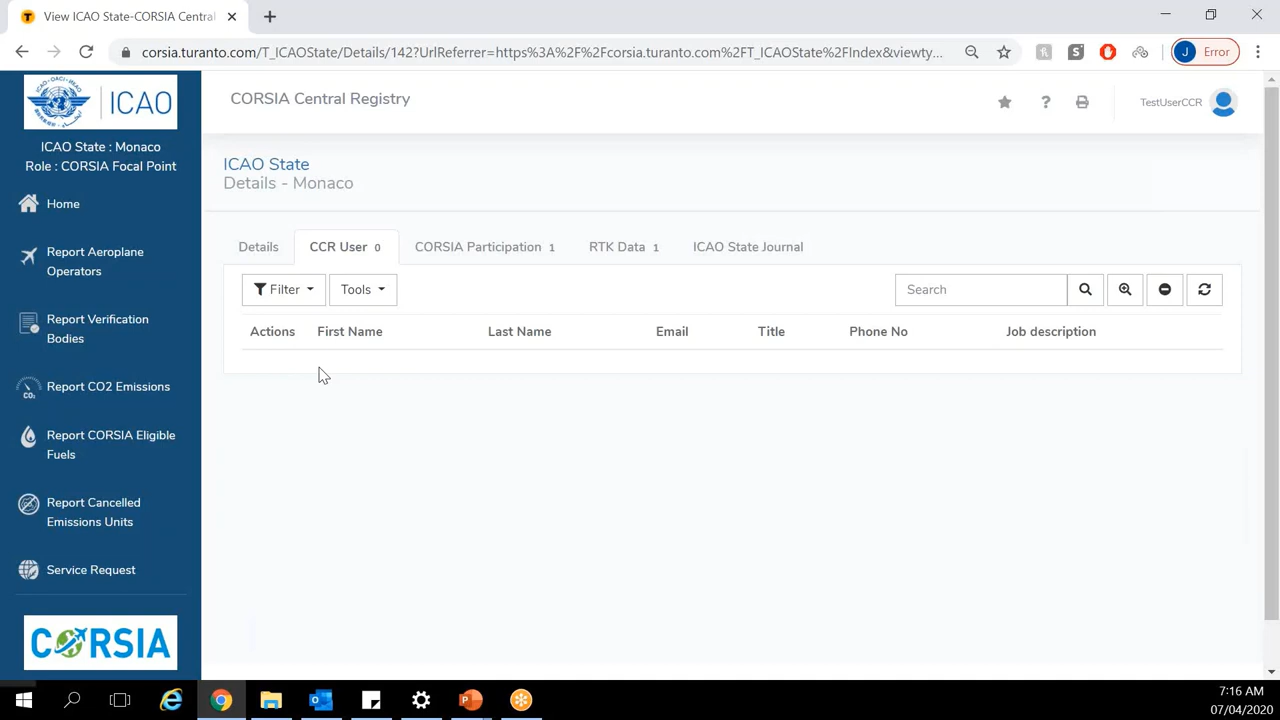 View ICAO State-CORSIA Central
corsia.turanto.com/T_ICAOState/Details/142?UrlReferrer=https%3A%2F%2Fcorsia.turanto.com%2FT_ICAOState%2FIndex&viewty...
J Error
ICAO
CORSIA Central Registry
TestUserCCR
ICAO State : Monaco
Role : CORSIA Focal Point
Home
Report Aeroplane
Operators
Report Verification
Bodies
CO2
Report CO2 Emissions
Report CORSIA Eligible
Fuels
Report Cancelled
Emissions Units
Service Request
CORSIA
ICAO State
Details - Monaco
Details CCR User 0 CORSIA Participation 1 RTK Data 1 ICAO State Journal
Filter Tools Search
Actions First Name Last Name Email Title Phone No Job description
7:16 AM
07/04/2020